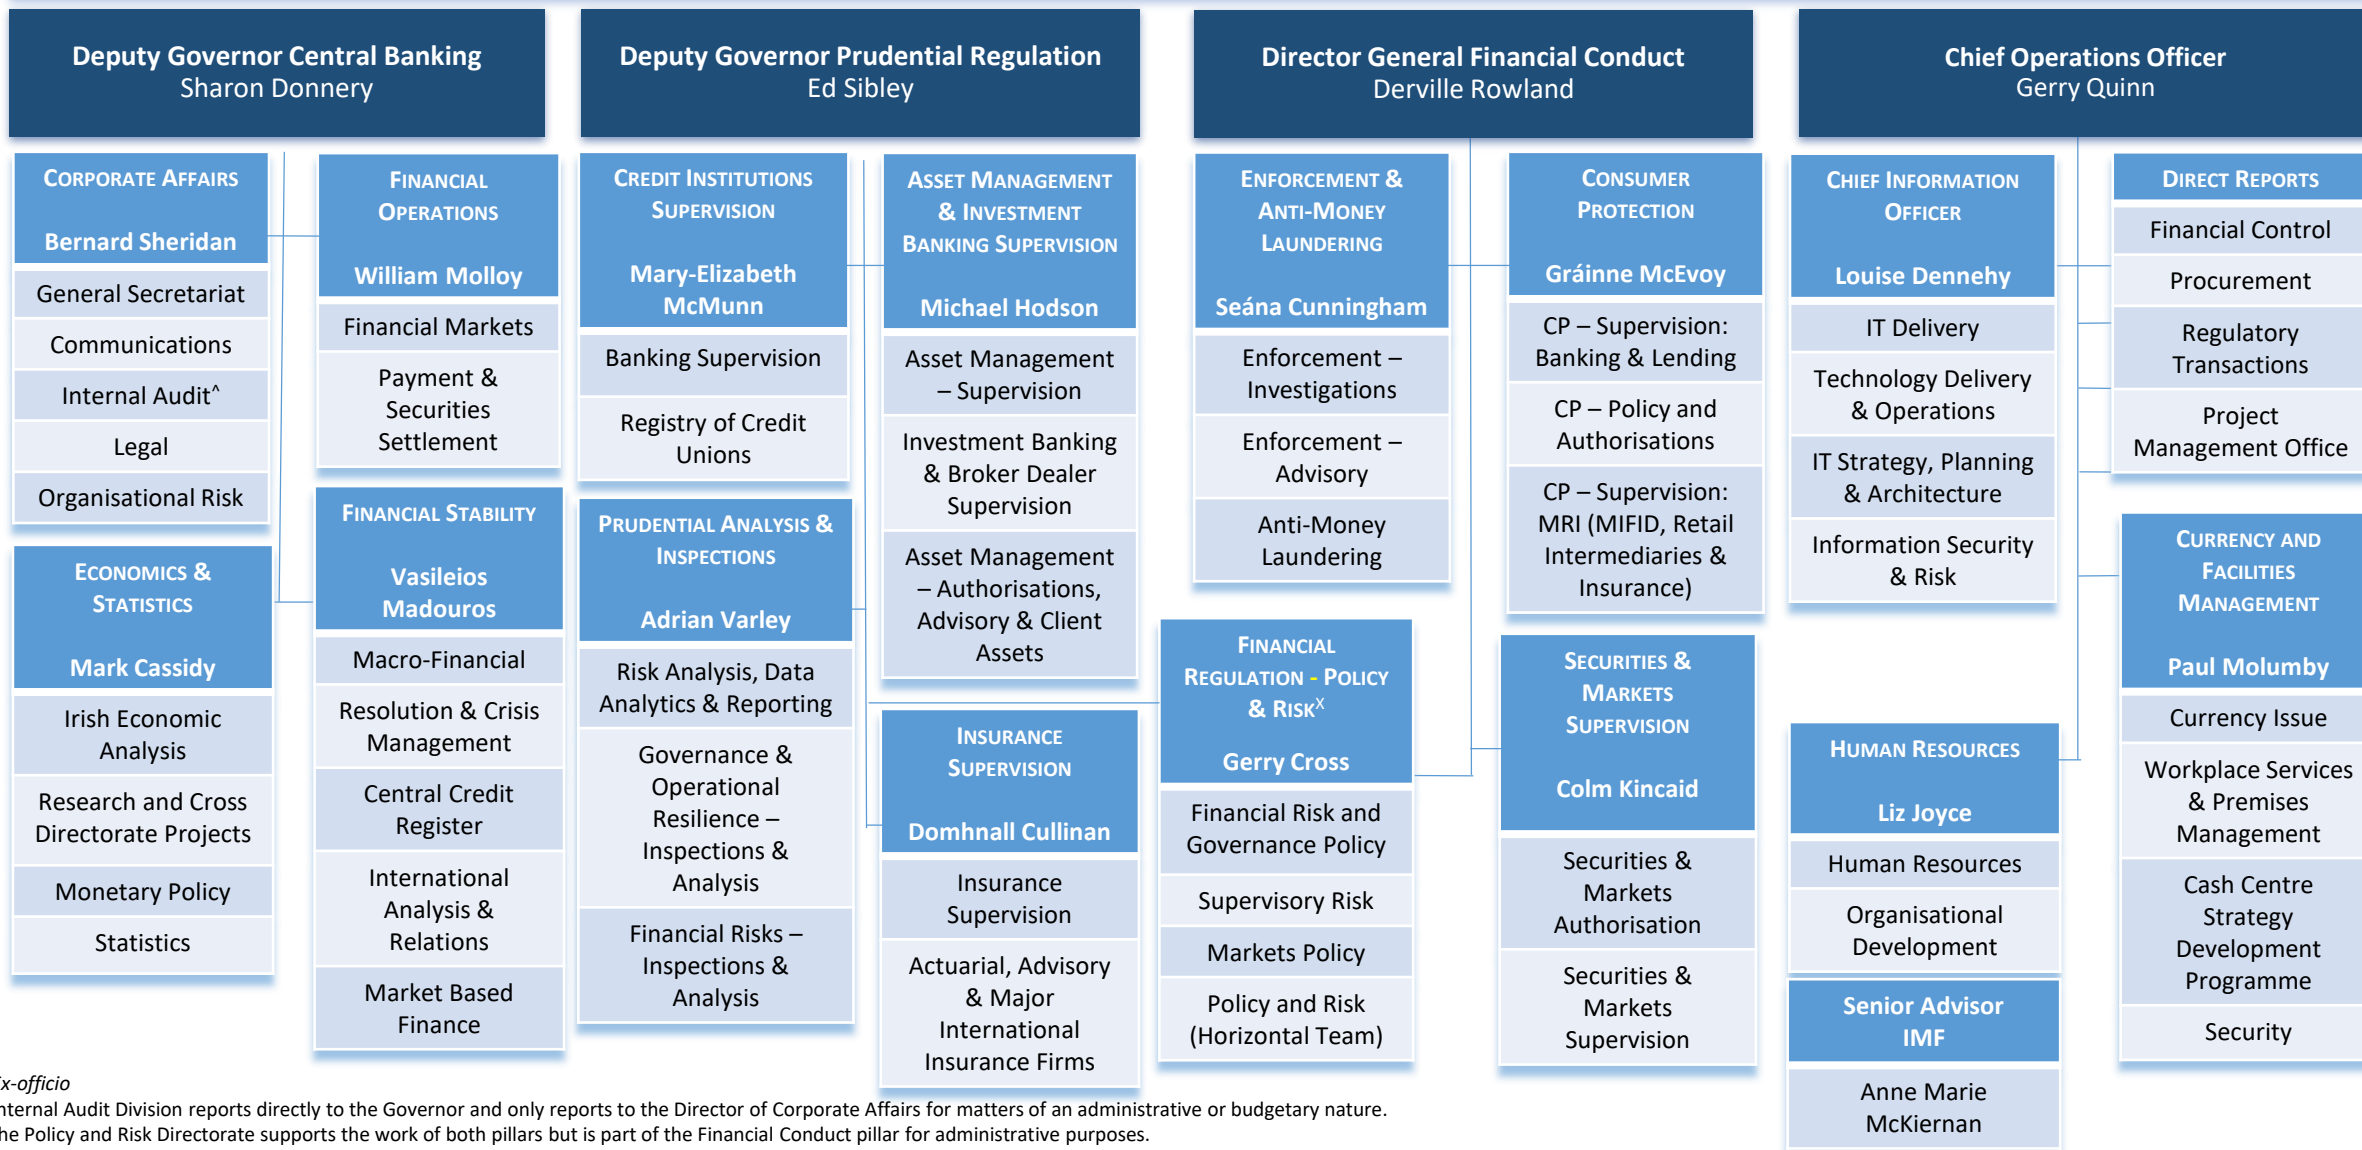 Deputy Governor Central Banking
Sharon Donnery
CORPORATE AFFAIRS
Bernard Sheridan
General Secretariat
Communications
Internal Audit^
Legal
Organisational Risk
ECONOMICS &
STATISTICS
Mark Cassidy
Irish Economic
Analysis
Research and Cross
Directorate Projects
Monetary Policy
Statistics
FINANCIAL
OPERATIONS
William Molloy
Financial Markets
Payment &
Securities
Settlement
FINANCIAL STABILITY
Vasileios
Madouros
Macro-Financial
Resolution & Crisis
Management
Central Credit
Register
International
Analysis &
Relations
Market Based
Finance
Deputy Governor Prudential Regulation
Ed Sibley
CREDIT INSTITUTIONS
SUPERVISION
Mary-Elizabeth
McMunn
Banking Supervision
Registry of Credit
Unions
PRUDENTIAL ANALYSIS &
INSPECTIONS
Adrian Varley
Risk Analysis, Data
Analytics & Reporting
Governance &
Operational
Resilience –
Inspections &
Analysis
Financial Risks –
Inspections &
Analysis
ASSET MANAGEMENT
& INVESTMENT
BANKING SUPERVISION
Michael Hodson
Asset Management
– Supervision
Investment Banking
& Broker Dealer
Supervision
Asset Management
– Authorisations,
Advisory & Client
Assets
INSURANCE
SUPERVISION
Domhnall Cullinan
Insurance
Supervision
Actuarial, Advisory
& Major
International
Insurance Firms
Director General Financial Conduct
Derville Rowland
ENFORCEMENT &
ANTI-MONEY
LAUNDERING
Seána Cunningham
Enforcement –
Investigations
Enforcement –
Advisory
Anti-Money
Laundering
FINANCIAL
REGULATION - POLICY
& RISKX
Gerry Cross
Financial Risk and
Governance Policy
Supervisory Risk
Markets Policy
Policy and Risk
(Horizontal Team)
CONSUMER
PROTECTION
Gráinne McEvoy
CP – Supervision:
Banking & Lending
CP – Policy and
Authorisations
CP – Supervision:
MRI (MIFID, Retail
Intermediaries &
Insurance)
SECURITIES &
MARKETS
SUPERVISION
Colm Kincaid
Securities &
Markets
Authorisation
Securities &
Markets
Supervision
Chief Operations Officer
Gerry Quinn
CHIEF INFORMATION
OFFICER
Louise Dennehy
IT Delivery
Technology Delivery
& Operations
IT Strategy, Planning
& Architecture
Information Security
& Risk
HUMAN RESOURCES
Liz Joyce
Human Resources
Organisational
Development
Senior Advisor
IMF
Anne Marie
McKiernan
DIRECT REPORTS
Financial Control
Procurement
Regulatory
Transactions
Project
Management Office
CURRENCY AND
FACILITIES
MANAGEMENT
Paul Molumby
Currency Issue
Workplace Services
& Premises
Management
Cash Centre
Strategy
Development
Programme
Security
x-officio
nternal Audit Division reports directly to the Governor and only reports to the Director of Corporate Affairs for matters of an administrative or budgetary nature.
he Policy and Risk Directorate supports the work of both pillars but is part of the Financial Conduct pillar for administrative purposes.